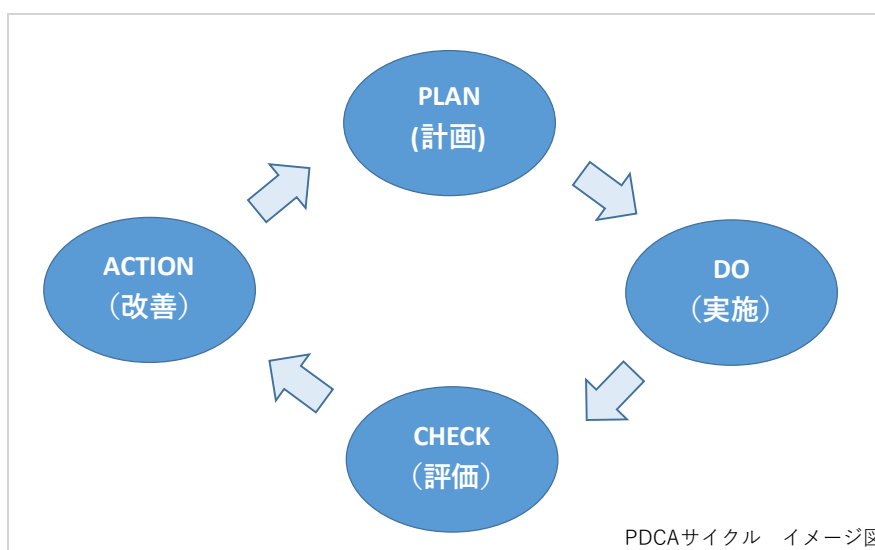 PLAN
(計画)
ACTION
（改善）
DO
（実施）
CHECK
（評価）
PDCAサイクル　イメージ図